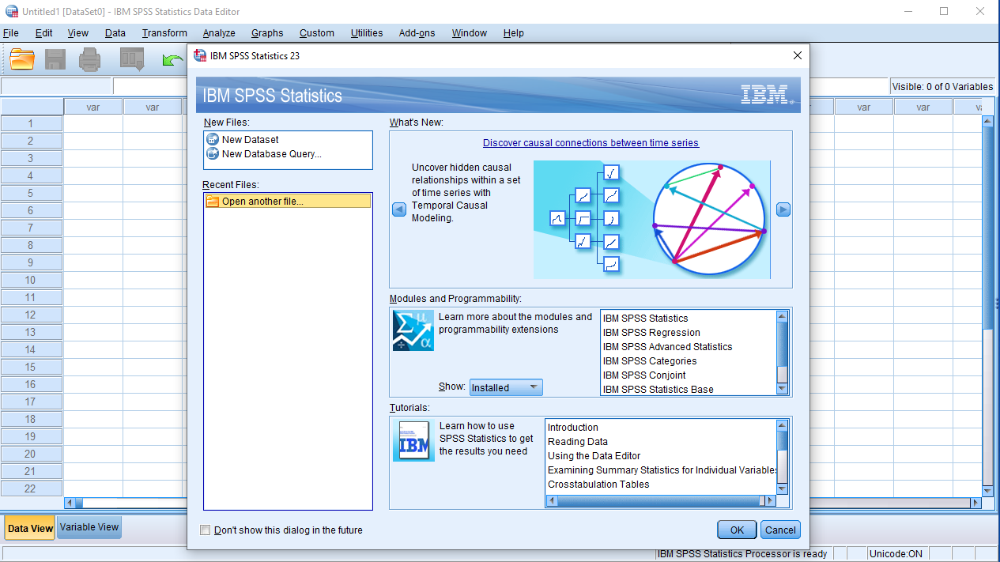 Untitled1 [DataSet0] - IBM SPSS Statistics Data Editor
File Edit View Data Transform Analyze Graphs Custom Utilities Add-ons Window Help
IBM SPSS Statistics 23
Visible: 0 of 0 Variables
IBM SPSS Statistics
IBM
var var var var
1
2
3
4
5
6
7
8
9
10
11
12
13
14
15
16
17
18
19
20
21
22
New Files:
New Dataset
New Database Query...
Recent Files:
Open another file...
What's New:
Discover causal connections between time series
Uncover hidden causal
relationships within a set
of time series with
Temporal Causal
Modeling.
Modules and Programmability:
Learn more about the modules and
programmability extensions
Show: Installed
IBM SPSS Statistics
IBM SPSS Regression
IBM SPSS Advanced Statistics
IBM SPSS Categories
IBM SPSS Conjoint
IBM SPSS Statistics Base
Tutorials:
IBM
Learn how to use
SPSS Statistics to get
the results you need
Introduction
Reading Data
Using the Data Editor
Examining Summary Statistics for Individual Variables
Crosstabulation Tables
Don't show this dialog in the future
OK Cancel
Data View Variable View
IBM SPSS Statistics Processor is ready Unicode:ON